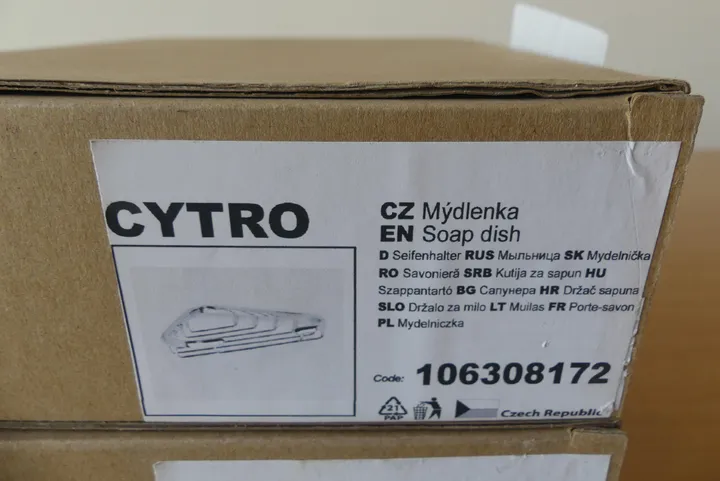 CYTRO
CZ Mýdlenka
EN Soap dish
D Seifenhalter RUS Мыльница SK Mydelnička
RO Savonieră SRB Kutija za sapun HU
Szappantartó BG Сапунера HR Držač sapuna
SLO Držalo za milo LT Muilas FR Porte-savon
PL Mydelniczka
Code: 106308172
21
PAP
Czech Republic